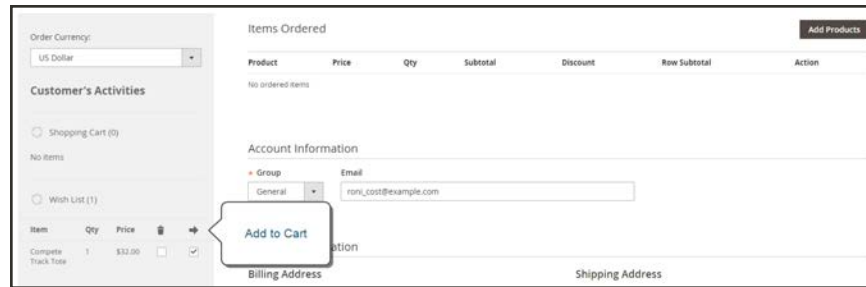 Order Currency:
US Dollar
Customer's Activities
Shopping Cart (0)
No items
Wish List (1)
Item Qty Price
Compete Track Tote 1 $32.00
Items Ordered
Add Products
Product Price Qty Subtotal Discount Row Subtotal Action
No ordered items
Account Information
* Group Email
General roni_cost@example.com
Add to Cart
Billing Address Shipping Address